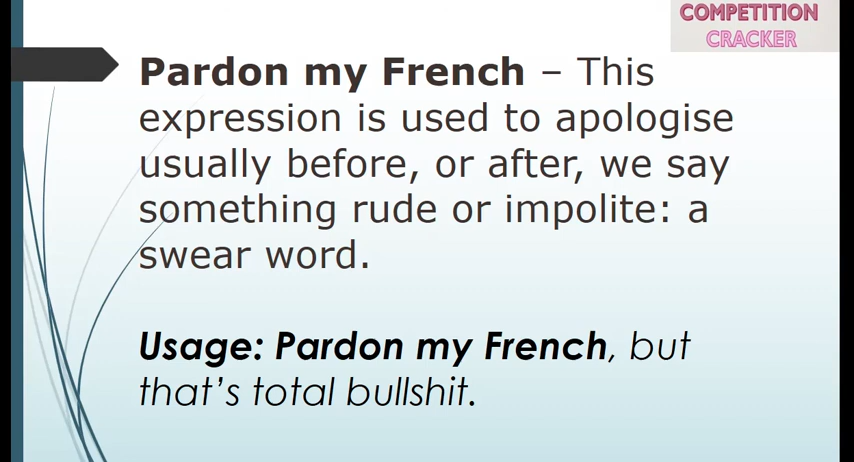 COMPETITION
CRACKER
Pardon my French – This
expression is used to apologise
usually before, or after, we say
something rude or impolite: a
swear word.
Usage: Pardon my French, but
that's total bullshit.